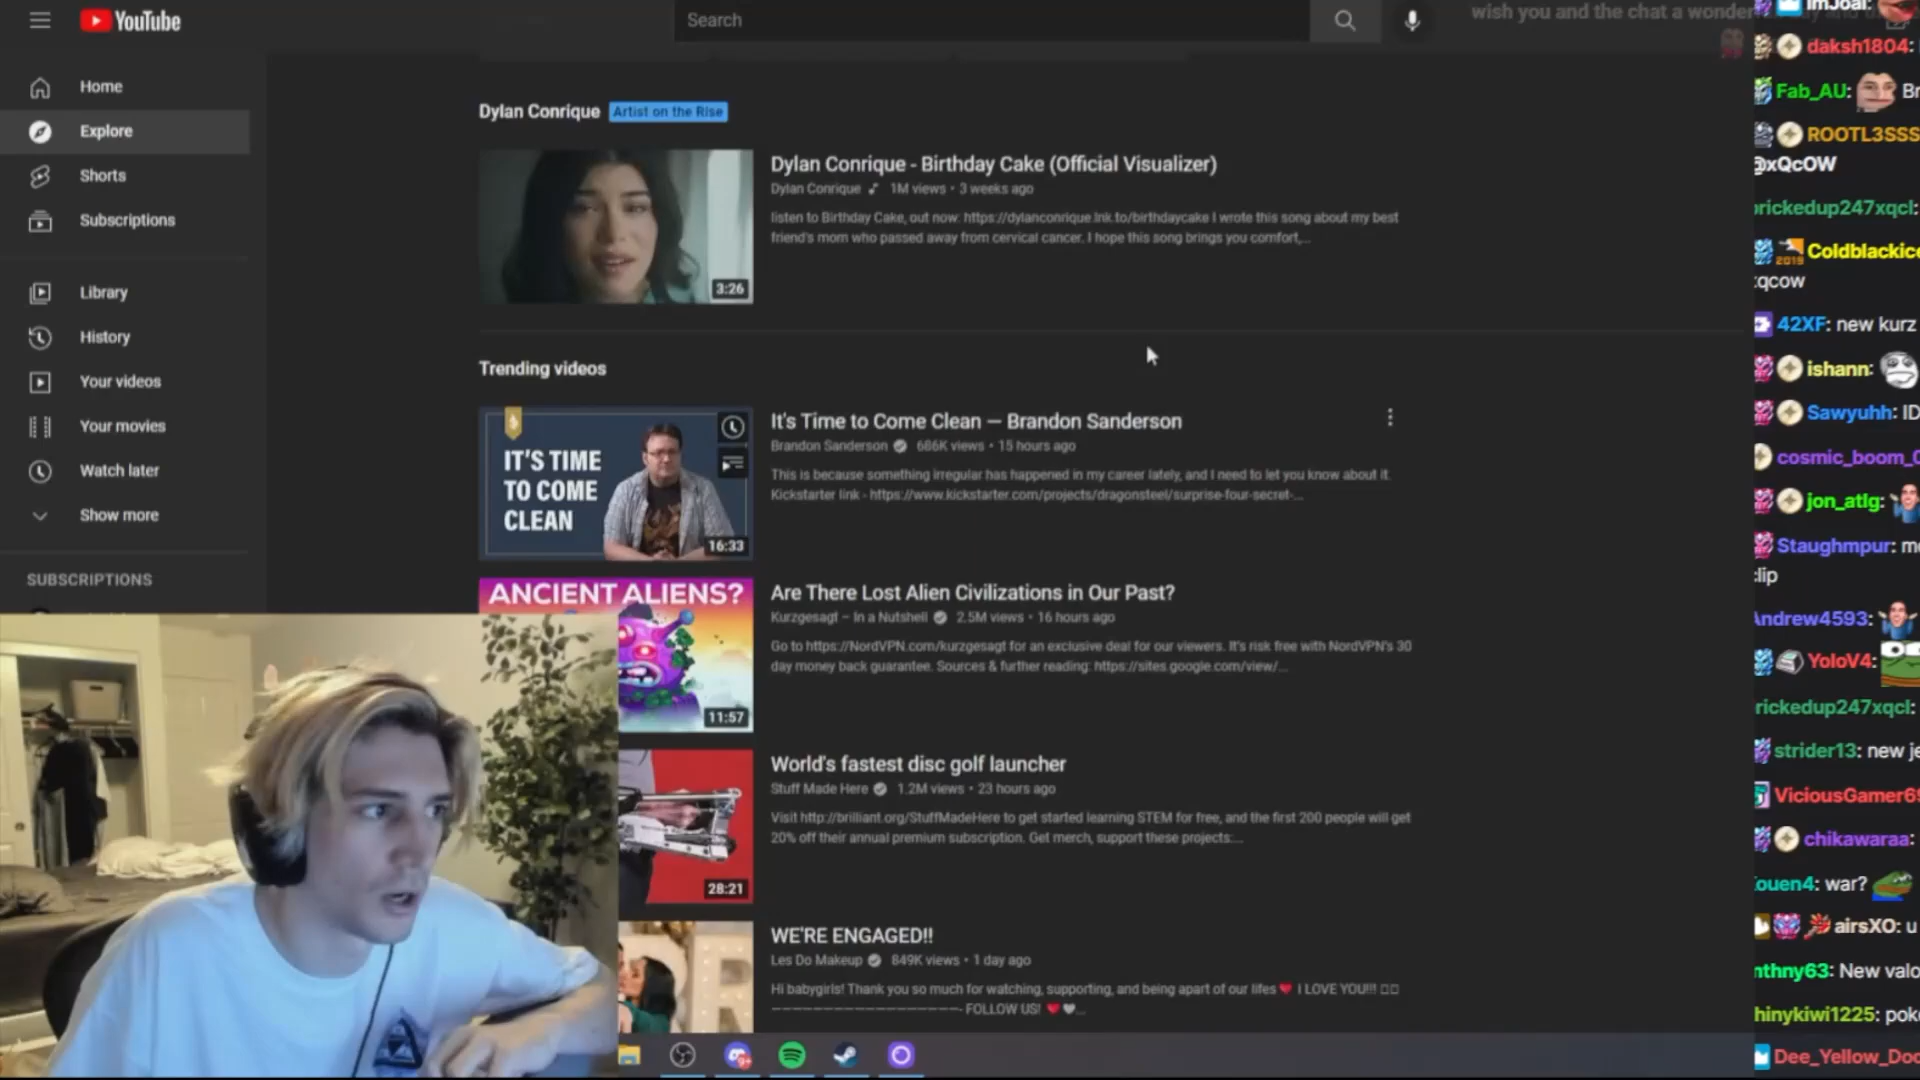 YouTube
Search
wish you and the chat a
Home
Explore
Shorts
Subscriptions
Library
History
Your videos
Your movies
Watch later
Show more
SUBSCRIPTIONS
Dylan Conrique Artist on the Rise
3:26
Dylan Conrique - Birthday Cake (Official Visualizer)
Dylan Conrique 1M views • 3 weeks ago
listen to Birthday Cake, out now: https://dylanconrique.lnk.to/birthdaycake I wrote this song about my best
friend's mom who passed away from cervical cancer. I hope this song brings you comfort,...
Trending videos
IT'S TIME
TO COME
CLEAN
16:33
It's Time to Come Clean — Brandon Sanderson
Brandon Sanderson 686K views • 15 hours ago
This is because something irregular has happened in my career lately, and I need to let you know about it.
Kickstarter link - https://www.kickstarter.com/projects/dragonsteel/surprise-four-secret-...
ANCIENT ALIENS?
11:57
Are There Lost Alien Civilizations in Our Past?
Kurzgesagt – In a Nutshell 2.5M views • 16 hours ago
Go to https://NordVPN.com/kurzgesagt for an exclusive deal for our viewers. It's risk free with NordVPN's 30
day money back guarantee. Sources & further reading: https://sites.google.com/view/...
28:21
World's fastest disc golf launcher
Stuff Made Here 1.2M views • 23 hours ago
Visit http://brilliant.org/StuffMadeHere to get started learning STEM for free, and the first 200 people will get
20% off their annual premium subscription. Get merch, support these projects:...
WE'RE ENGAGED!!
Les Do Makeup 849K views • 1 day ago
Hi babygirls! Thank you so much for watching, supporting, and being apart of our lifes ❤ I LOVE YOU!!!
- FOLLOW US!
ImJoal:
daksh1804:
Fab_AU: Br
ROOTL3SSS
@xQcOW
rickedup247xqcl:
Coldblackice
2019
xqcow
42XF: new kurz
ishann:
Sawyuhh: ID
cosmic_boom_
jon_atlg:
Staughmpur: m
clip
Andrew4593:
YoloV4:
rickedup247xqcl:
strider13: new je
ViciousGamer6
chikawaraa:
ouen4: war?
airsXO: u
nthny63: New valo
hinykiwi1225: pok
Dee_Yellow_Do